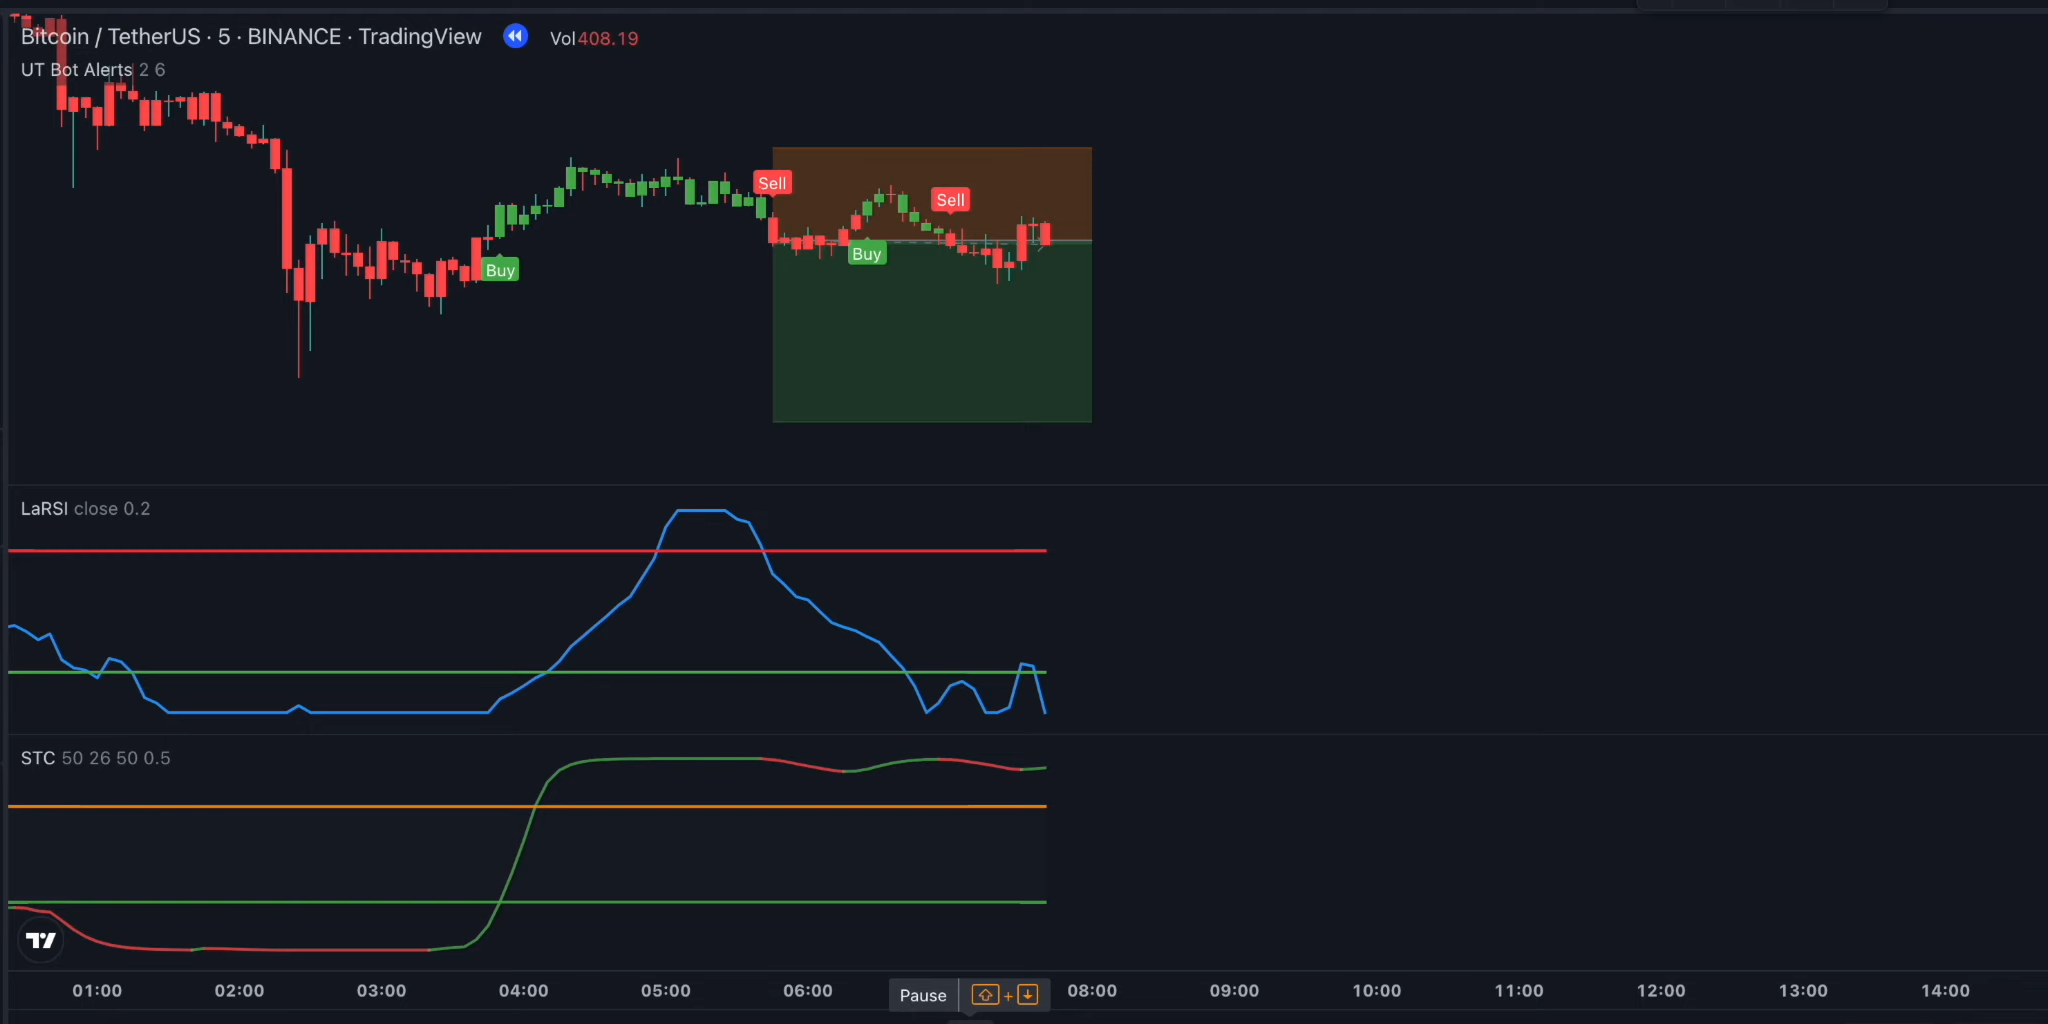 Bitcoin / TetherUS · 5 · BINANCE · TradingView Vol408.19
UT Bot Alerts 2 6
Sell
Sell
Buy
Buy
LaRSI close 0.2
STC 50 26 50 0.5
01:00 02:00 03:00 04:00 05:00 06:00 08:00 09:00 10:00 11:00 12:00 13:00 14:00
Pause ⇧ + ↓